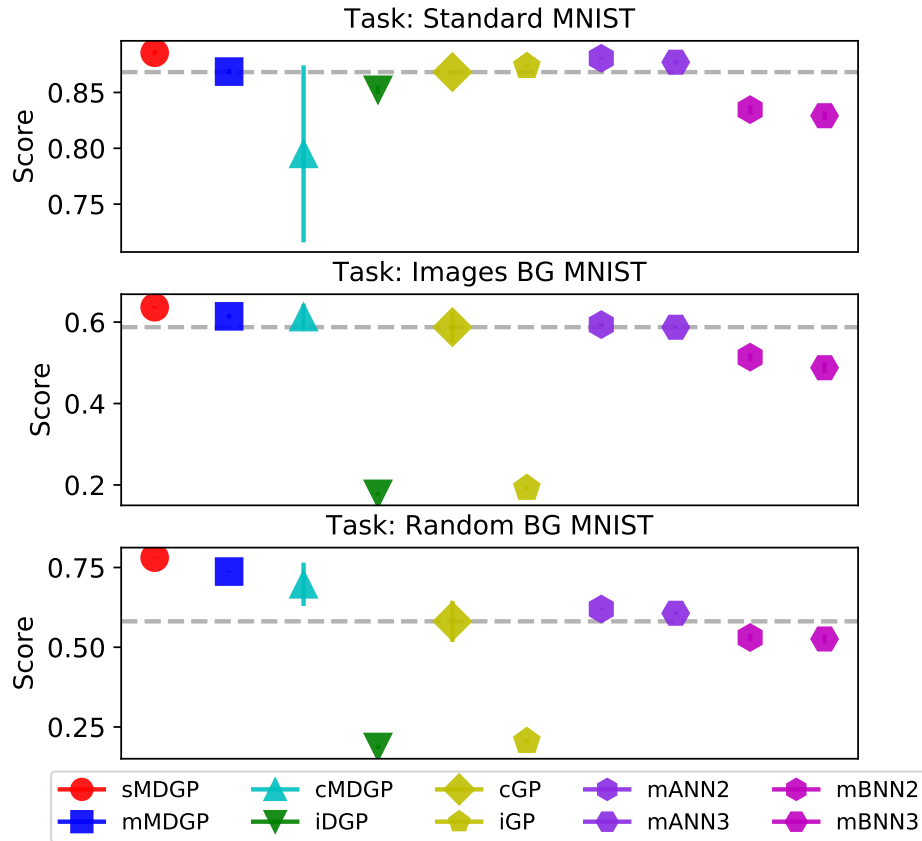 Task: Standard MNIST
0.85
0.80
0.75
Score
Task: Images BG MNIST
0.6
0.4
0.2
Score
Task: Random BG MNIST
0.75
0.50
0.25
Score
sMDGP cMDGP cGP mANN2 mBNN2
mMDGP iDGP iGP mANN3 mBNN3